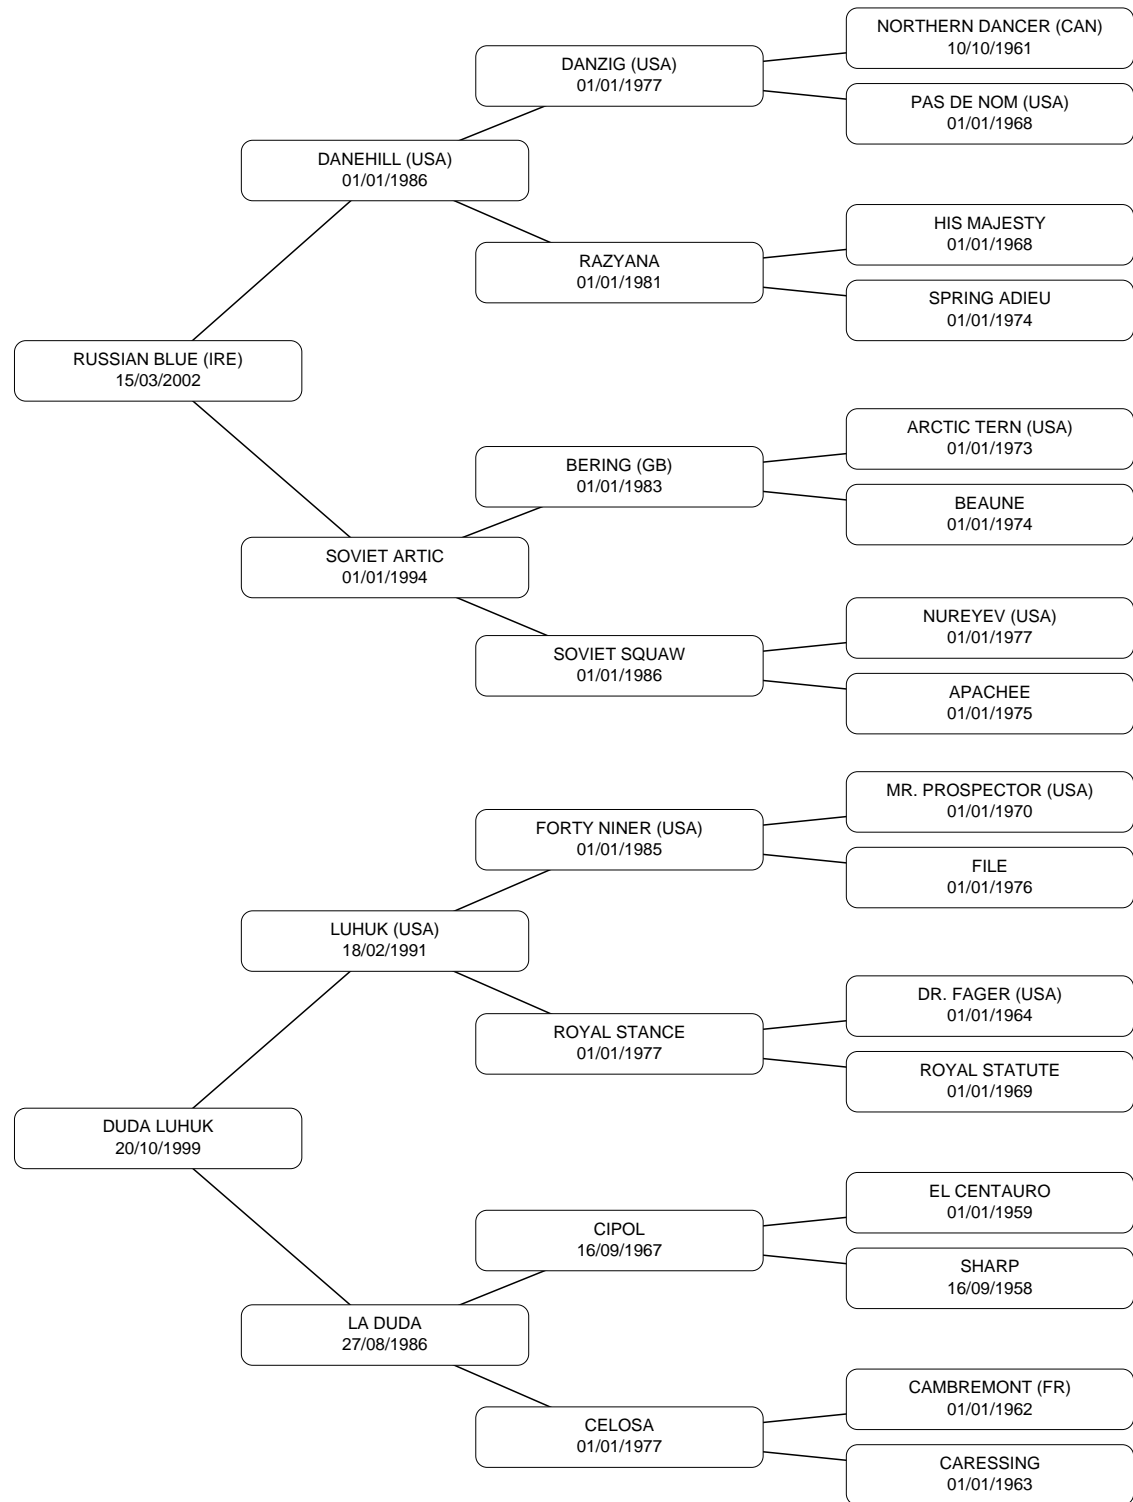 NORTHERN DANCER (CAN)
10/10/1961
DANZIG (USA)
01/01/1977
PAS DE NOM (USA)
01/01/1968
DANEHILL (USA)
01/01/1986
HIS MAJESTY
01/01/1968
RAZYANA
01/01/1981
SPRING ADIEU
01/01/1974
RUSSIAN BLUE (IRE)
15/03/2002
ARCTIC TERN (USA)
01/01/1973
BERING (GB)
01/01/1983
BEAUNE
01/01/1974
SOVIET ARTIC
01/01/1994
NUREYEV (USA)
01/01/1977
SOVIET SQUAW
01/01/1986
APACHEE
01/01/1975
MR. PROSPECTOR (USA)
01/01/1970
FORTY NINER (USA)
01/01/1985
FILE
01/01/1976
LUHUK (USA)
18/02/1991
DR. FAGER (USA)
01/01/1964
ROYAL STANCE
01/01/1977
ROYAL STATUTE
01/01/1969
DUDA LUHUK
20/10/1999
EL CENTAURO
01/01/1959
CIPOL
16/09/1967
SHARP
16/09/1958
LA DUDA
27/08/1986
CAMBREMONT (FR)
01/01/1962
CELOSA
01/01/1977
CARESSING
01/01/1963